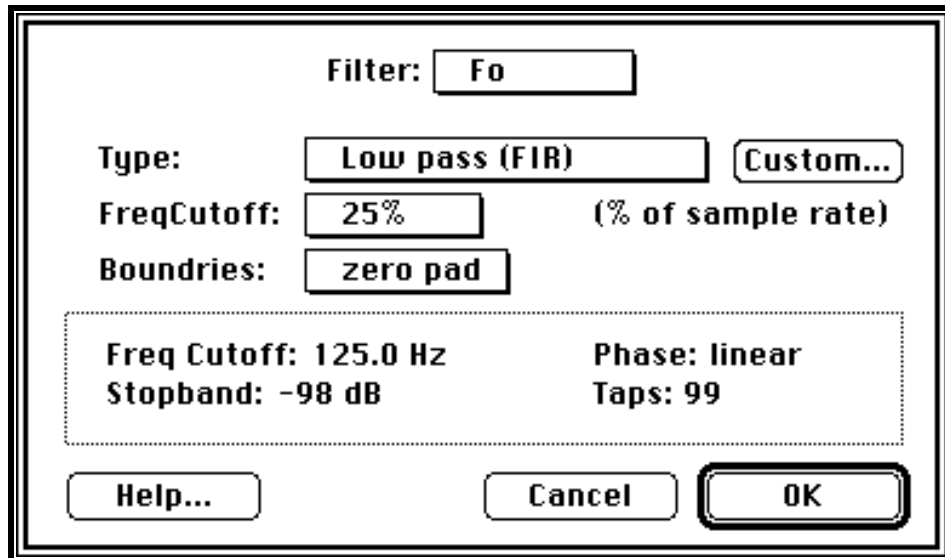 Filter: Fo
Type: Low pass (FIR) Custom...
FreqCutoff: 25% (% of sample rate)
Boundries: zero pad
Freq Cutoff: 125.0 Hz Phase: linear
Stopband: -98 dB Taps: 99
Help... Cancel OK